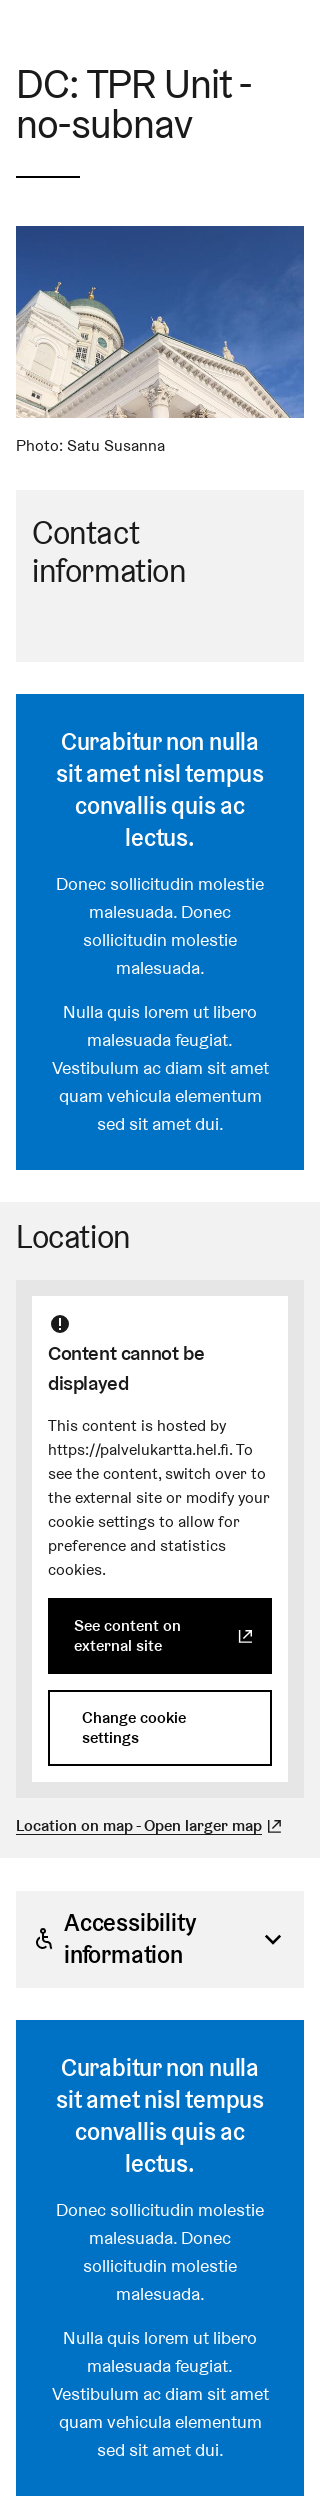 DC: TPR Unit -
no-subnav
Photo: Satu Susanna
Contact
information
Curabitur non nulla
sit amet nisl tempus
convallis quis ac
lectus.
Donec sollicitudin molestie
malesuada. Donec
sollicitudin molestie
malesuada.
Nulla quis lorem ut libero
malesuada feugiat.
Vestibulum ac diam sit amet
quam vehicula elementum
sed sit amet dui.
Location
Content cannot be
displayed
This content is hosted by
https://palvelukartta.hel.fi. To
see the content, switch over to
the external site or modify your
cookie settings to allow for
preference and statistics
cookies.
See content on
external site
Change cookie
settings
Location on map - Open larger map
Accessibility
information
Curabitur non nulla
sit amet nisl tempus
convallis quis ac
lectus.
Donec sollicitudin molestie
malesuada. Donec
sollicitudin molestie
malesuada.
Nulla quis lorem ut libero
malesuada feugiat.
Vestibulum ac diam sit amet
quam vehicula elementum
sed sit amet dui.